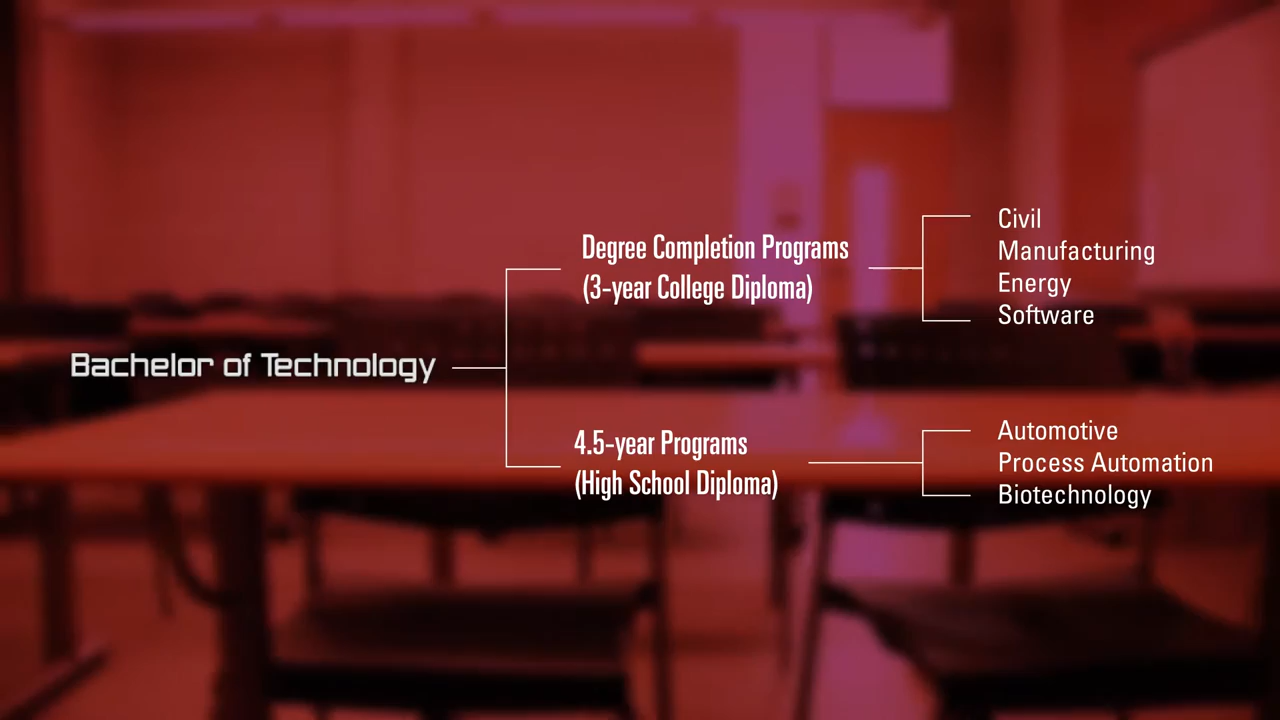 Bachelor of Technology
Degree Completion Programs
(3-year College Diploma)
Civil
Manufacturing
Energy
Software
4.5-year Programs
(High School Diploma)
Automotive
Process Automation
Biotechnology